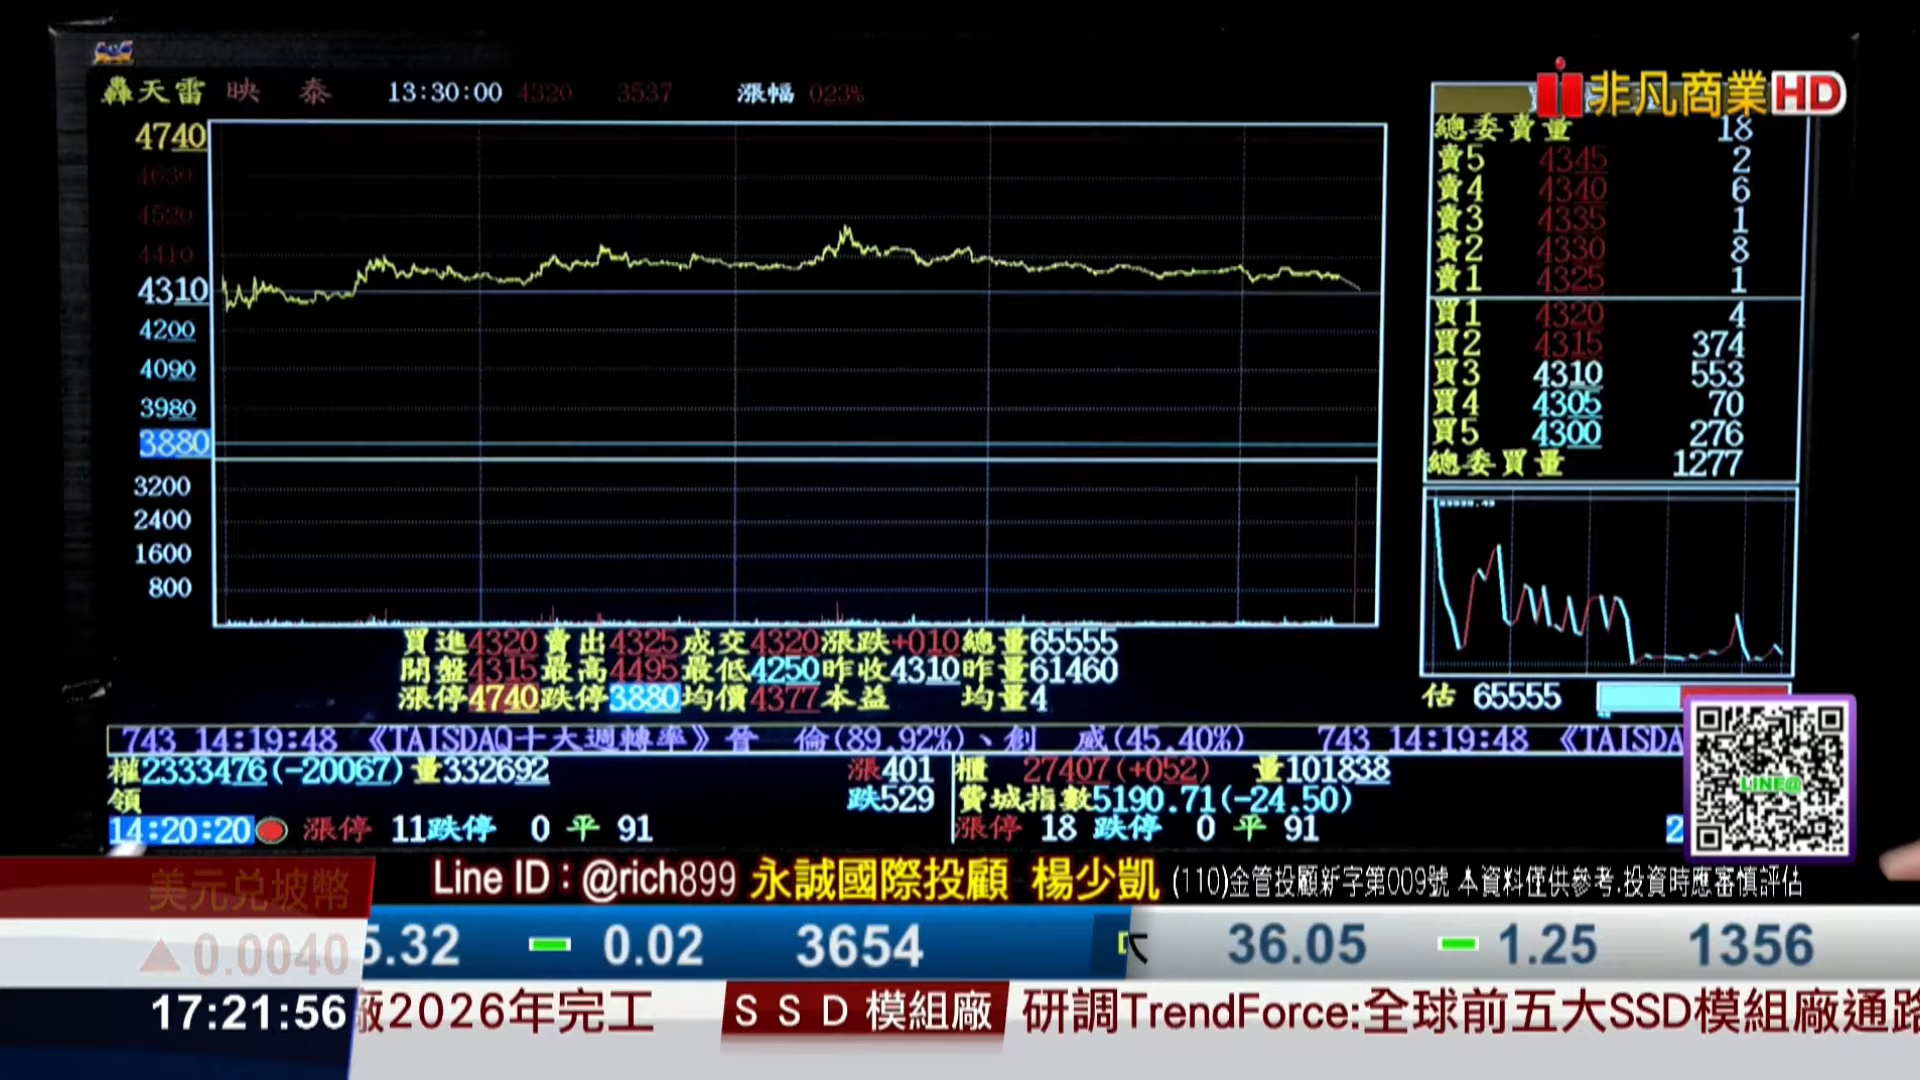 轟天雷 映 泰 13:30:00 4320 3537 漲幅 023%
非凡商業HD
4740
4630
4520
4410
4310
4200
4090
3980
3880
3200
2400
1600
800
總委賣量 18
賣5 4345 2
賣4 4340 6
賣3 4335 1
賣2 4330 8
賣1 4325 1
買1 4320 4
買2 4315 374
買3 4310 553
買4 4305 70
買5 4300 276
總委買量 1277
買進4320賣出4325成交4320漲跌+010總量65555
開盤4315最高4495最低4250昨收4310昨量61460
漲停4740跌停3880均價4377本益 均量4
估 65555
743 14:19:48 《TAISDAQ十大週轉率》晉 倫(89.92%)、創 威(45.40%) 743 14:19:48 《TAISDA
權2333476(-20067)量332692 漲401 櫃 27407(+052) 量101838
領 跌529 費城指數5190.71(-24.50)
14:20:20 漲停 11跌停 0 平 91 漲停 18 跌停 0 平 91 2
LINE@
Line ID：@rich899 永誠國際投顧 楊少凱 (110)金管投顧新字第009號 本資料僅供參考.投資時應審慎評估
美元兌坡幣
▲0.0040 5.32 0.02 3654 36.05 1.25 1356
17:21:56 廠2026年完工 SSD模組廠 研調TrendForce:全球前五大SSD模組廠通路